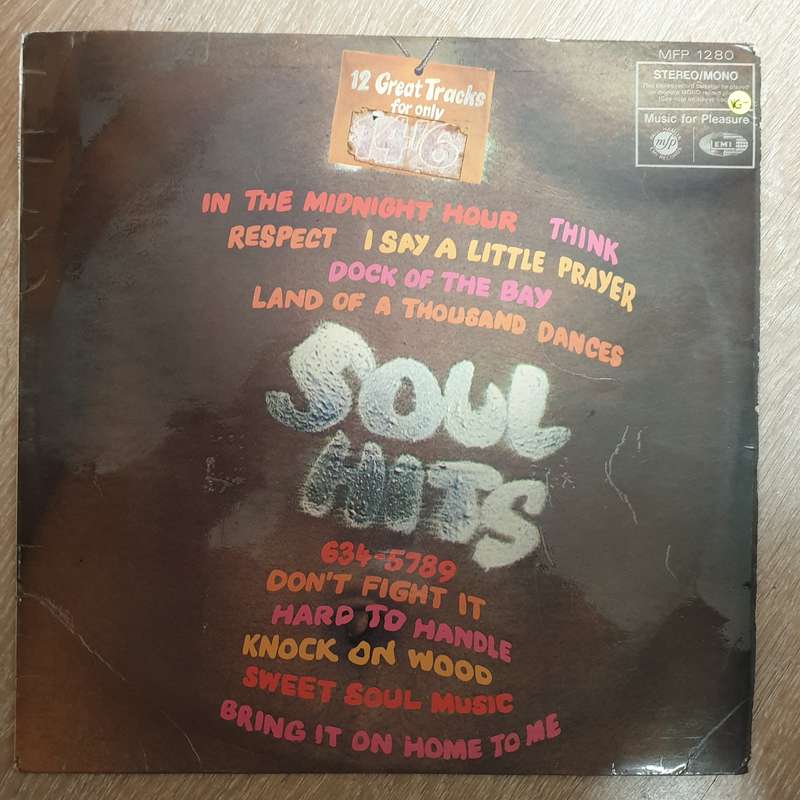 MFP 1280
STEREO/MONO
Music for Pleasure
mfp
EMI
VG-
12 Great Tracks
for only
14/6
IN THE MIDNIGHT HOUR THINK
RESPECT I SAY A LITTLE PRAYER
DOCK OF THE BAY
LAND OF A THOUSAND DANCES
SOUL
HITS
634-5789
DON'T FIGHT IT
HARD TO HANDLE
KNOCK ON WOOD
SWEET SOUL MUSIC
BRING IT ON HOME TO ME